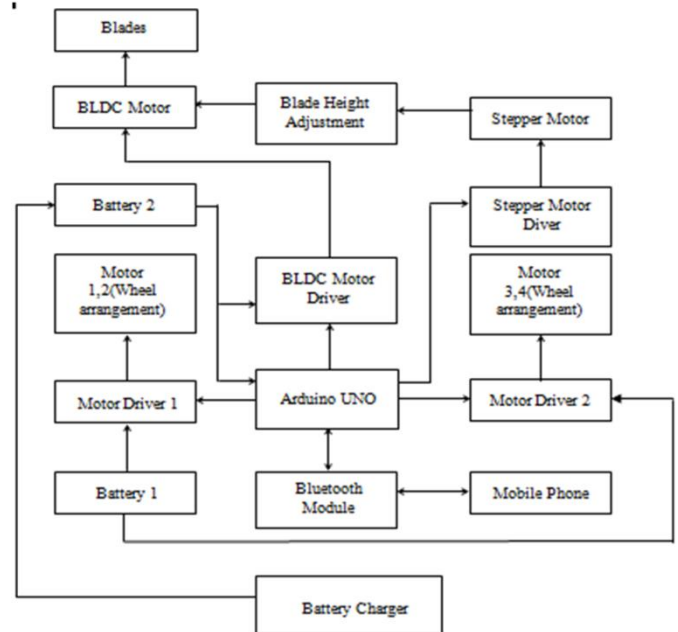 Blades
BLDC Motor
Blade Height
Adjustment
Stepper Motor
Battery 2
Stepper Motor
Diver
Motor
1,2(Wheel
arrangement)
BLDC Motor
Driver
Motor
3,4(Wheel
arrangement)
Motor Driver 1
Arduino UNO
Motor Driver 2
Battery 1
Bluetooth
Module
Mobile Phone
Battery Charger